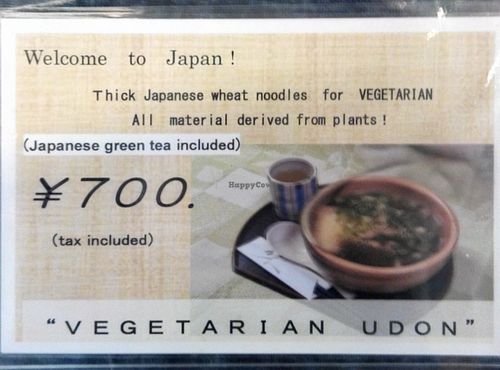 Welcome to Japan !
Thick Japanese wheat noodles for VEGETARIAN
All material derived from plants !
(Japanese green tea included)
¥700.
(tax included)
HappyCow
"VEGETARIAN UDON"